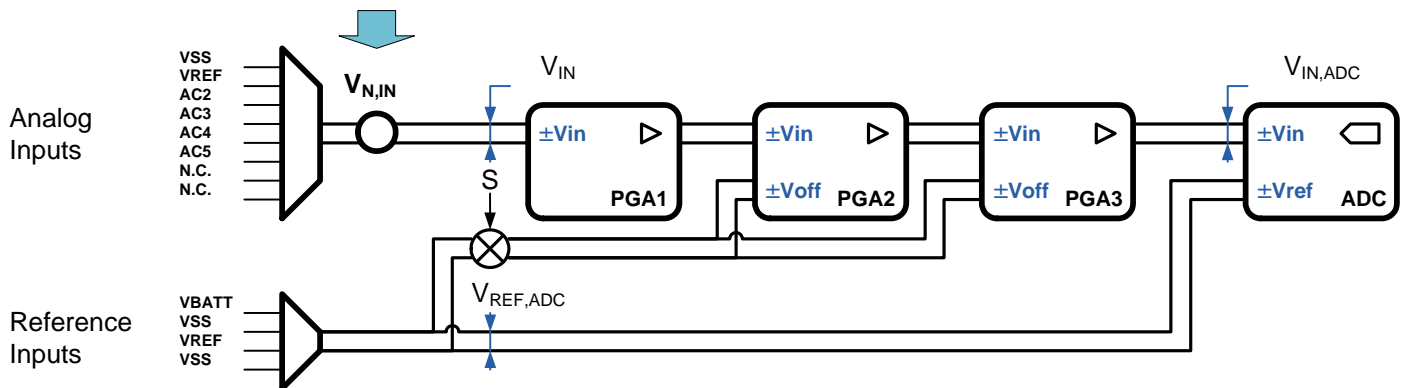 Analog
Inputs
VSS
VREF
AC2
AC3
AC4
AC5
N.C.
N.C.
VN,IN
VIN
S
±Vin
PGA1
±Vin
±Voff
PGA2
±Vin
±Voff
PGA3
VIN,ADC
±Vin
±Vref
ADC
Reference
Inputs
VBATT
VSS
VREF
VSS
VREF,ADC